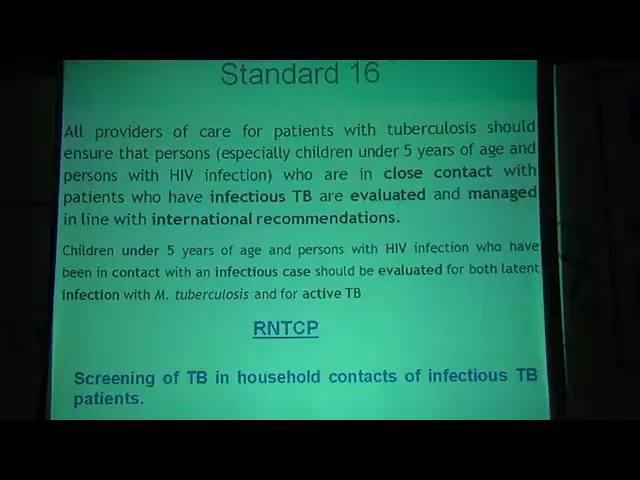 Standard 16
All providers of care for patients with tuberculosis should
ensure that persons (especially children under 5 years of age and
persons with HIV infection) who are in close contact with
patients who have infectious TB are evaluated and managed
in line with international recommendations.
Children under 5 years of age and persons with HIV infection who have
been in contact with an infectious case should be evaluated for both latent
infection with M. tuberculosis and for active TB
RNTCP
Screening of TB in household contacts of infectious TB
patients.